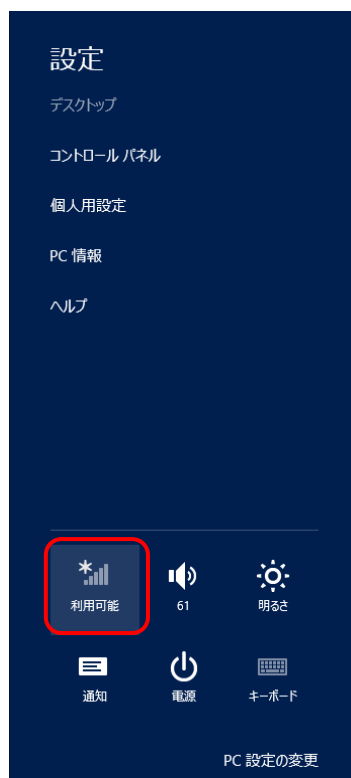 設定
デスクトップ
コントロール パネル
個人用設定
PC 情報
ヘルプ
利用可能
61
明るさ
通知
電源
キーボード
PC 設定の変更